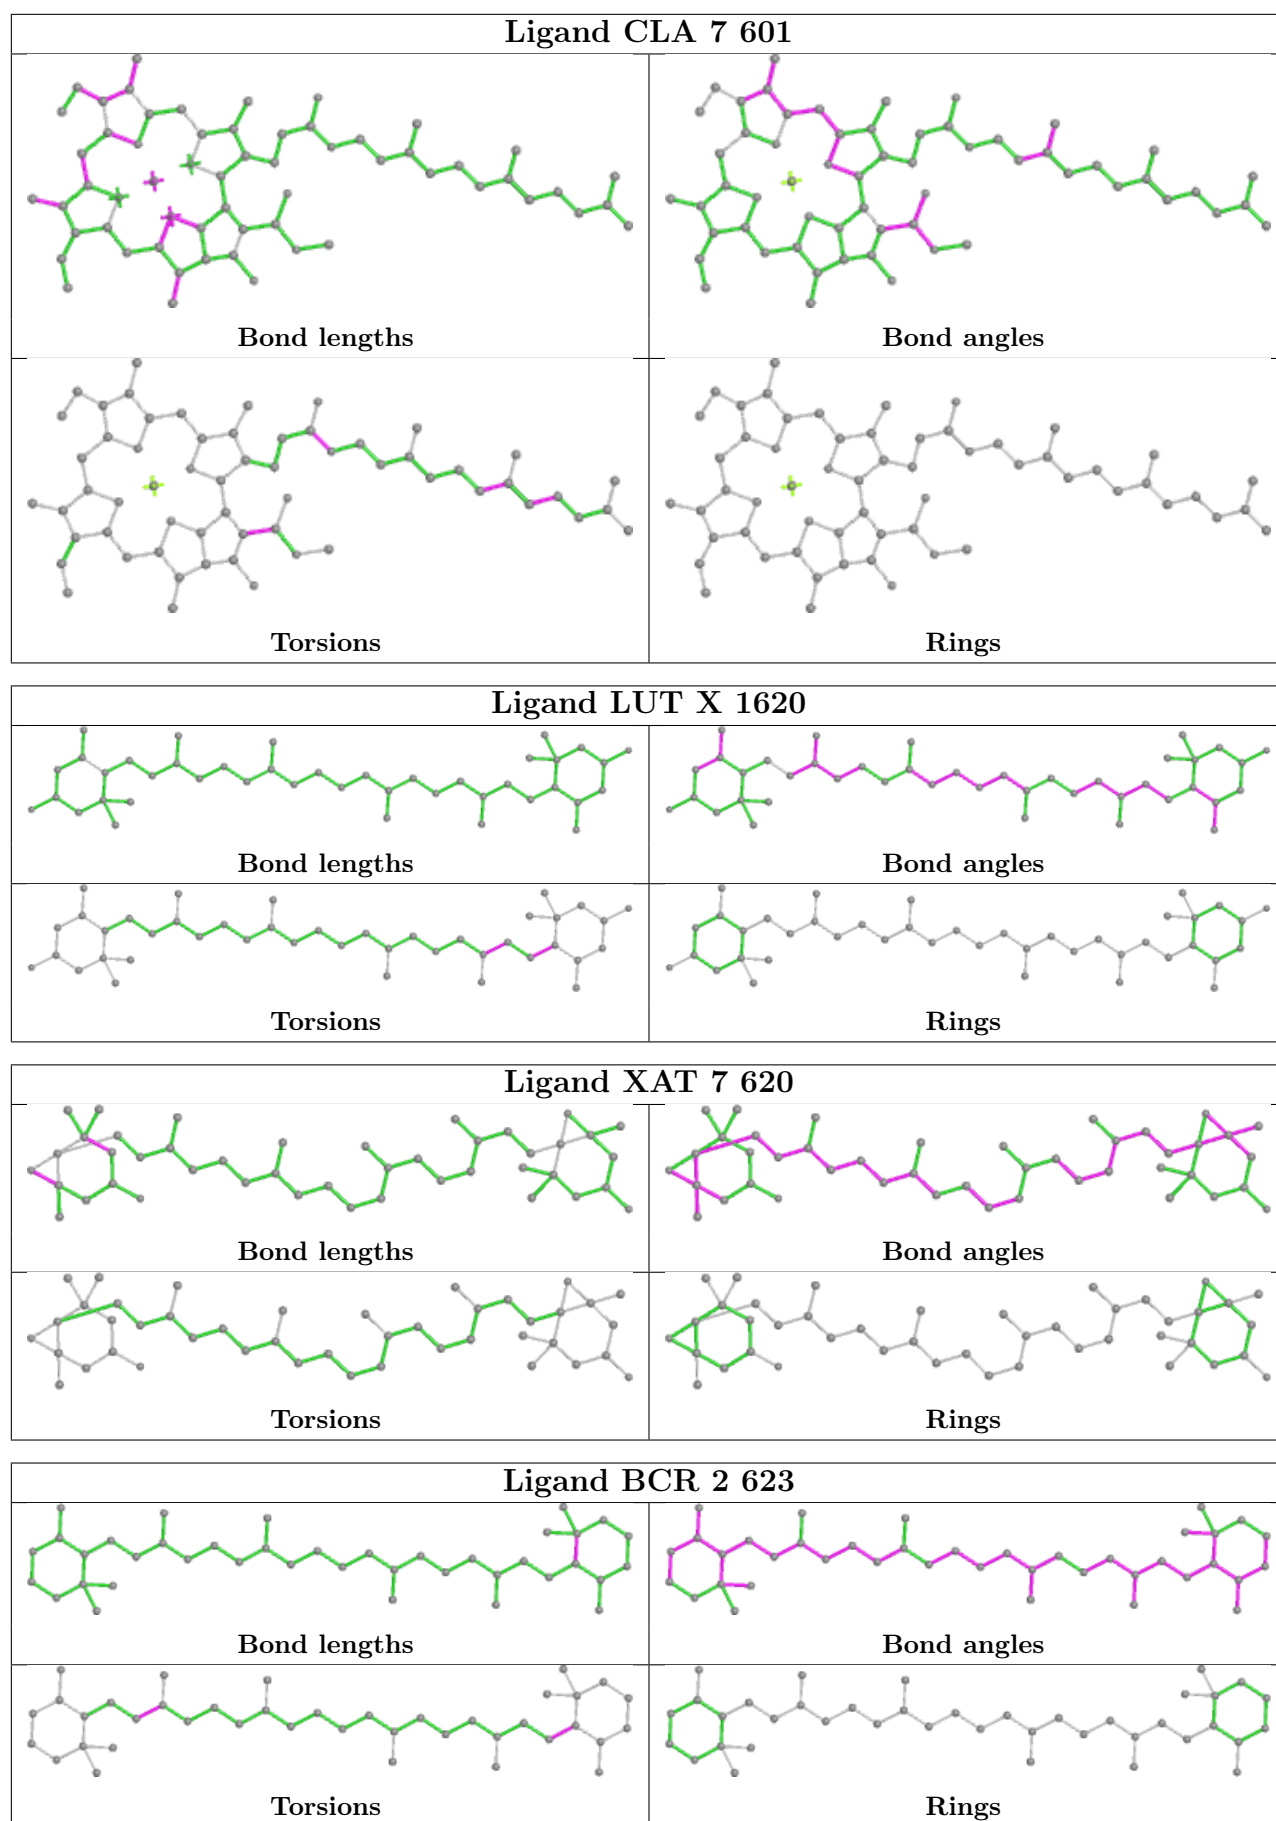 Ligand CLA 7 601
Bond lengths
Bond angles
Torsions
Rings
Ligand LUT X 1620
Bond lengths
Bond angles
Torsions
Rings
Ligand XAT 7 620
Bond lengths
Bond angles
Torsions
Rings
Ligand BCR 2 623
Bond lengths
Bond angles
Torsions
Rings